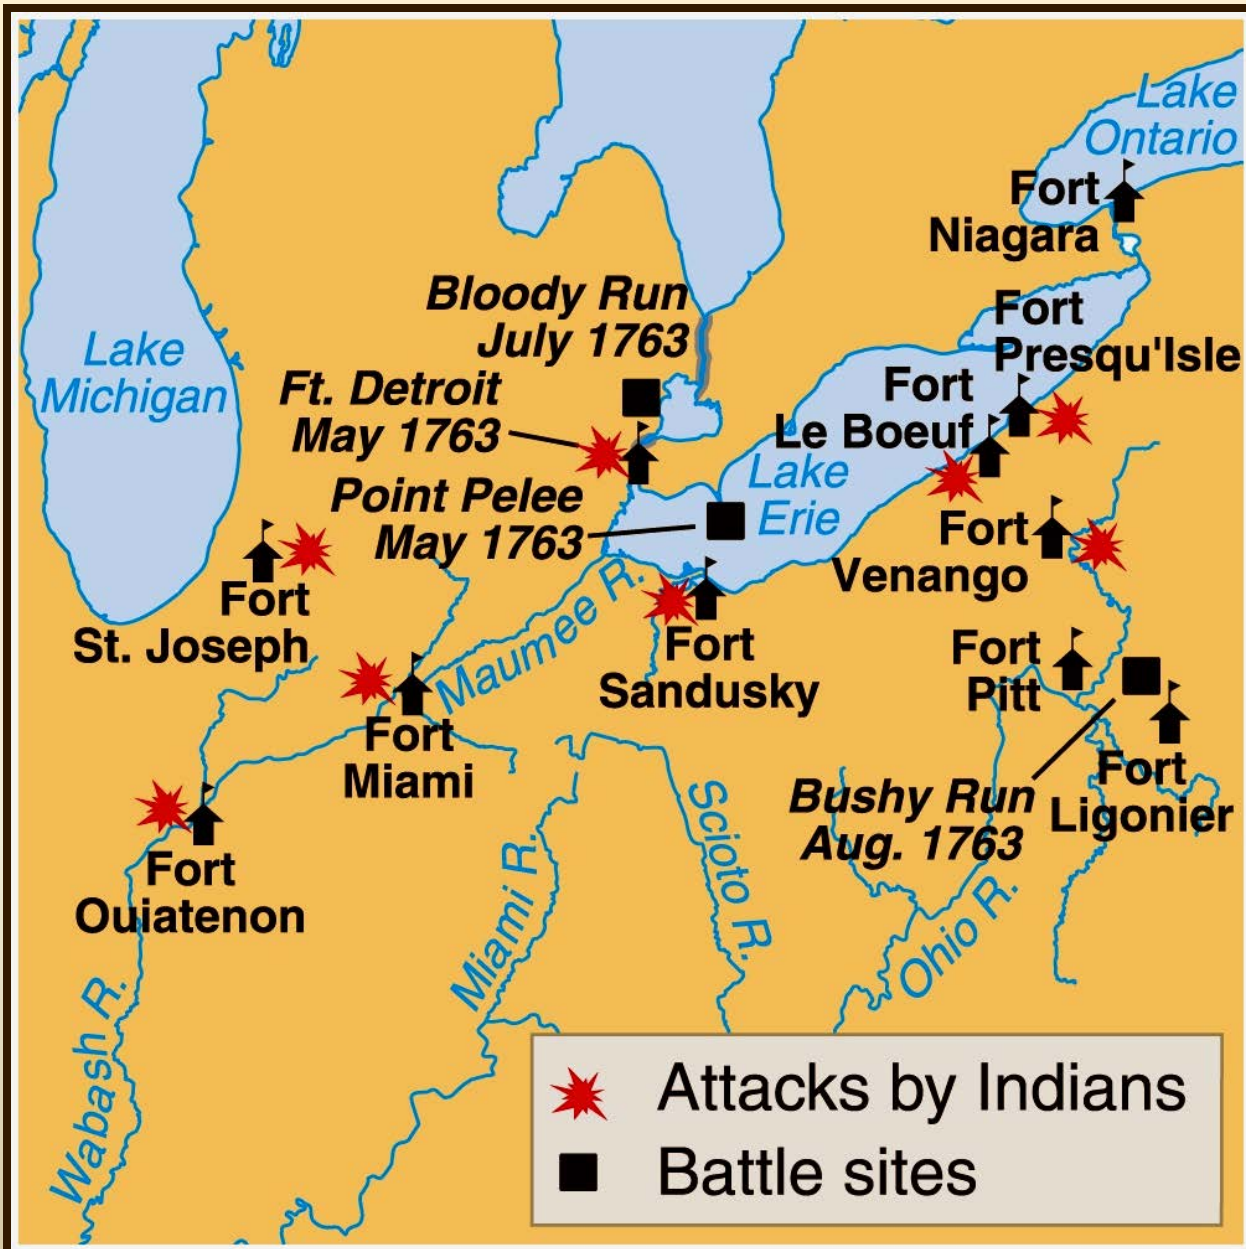 Lake
Ontario
Fort
Niagara
Bloody Run
July 1763
Fort
Presqu'Isle
Lake
Michigan
Ft. Detroit
May 1763
Fort
Le Boeuf
Lake
Erie
Point Pelee
May 1763
Fort
Venango
Fort
St. Joseph
Maumee R.
Fort
Sandusky
Fort
Pitt
Fort
Miami
Fort
Ligonier
Bushy Run
Aug. 1763
Scioto R.
Miami R.
Fort
Ouiatenon
Ohio R.
Wabash R.
Attacks by Indians
Battle sites